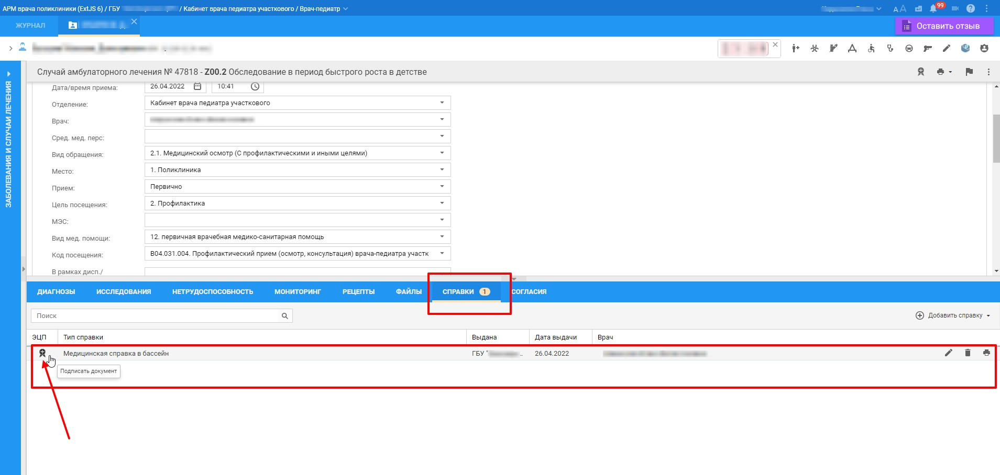 АРМ врача поликлиники (ExtJS 6) / ГБУ / Кабинет врача педиатра участкового / Врач-педиатр
99
ЖУРНАЛ
Оставить отзыв
Случай амбулаторного лечения № 47818 - Z00.2 Обследование в период быстрого роста в детстве
ЗАБОЛЕВАНИЯ И СЛУЧАИ ЛЕЧЕНИЯ
Дата/время приема: 26.04.2022 10:41
Отделение: Кабинет врача педиатра участкового
Врач:
Сред. мед. перс:
Вид обращения: 2.1. Медицинский осмотр (С профилактическими и иными целями)
Место: 1. Поликлиника
Прием: Первично
Цель посещения: 2. Профилактика
МЭС:
Вид мед. помощи: 12. первичная врачебная медико-санитарная помощь
Код посещения: B04.031.004. Профилактический прием (осмотр, консультация) врача-педиатра участк
В рамках дисп./
ДИАГНОЗЫ ИССЛЕДОВАНИЯ НЕТРУДОСПОСОБНОСТЬ МОНИТОРИНГ РЕЦЕПТЫ ФАЙЛЫ СПРАВКИ 1 СОГЛАСИЯ
Поиск
Добавить справку
ЭЦП Тип справки Выдана Дата выдачи Врач
Медицинская справка в бассейн ГБУ " .. 26.04.2022
Подписать документ